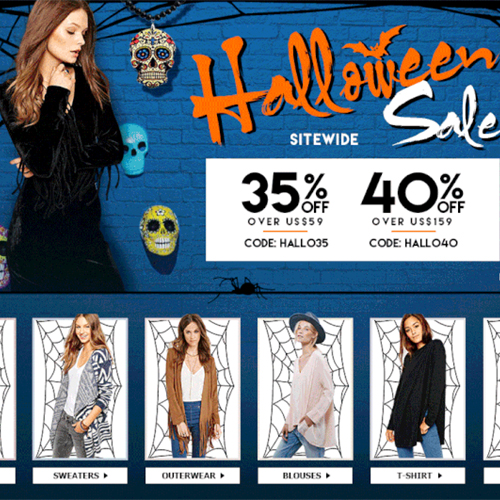 Halloween
Sale
SITEWIDE
35% OFF
OVER US$59
CODE: HALLO35
40% OFF
OVER US$159
CODE: HALLO40
SWEATERS
OUTERWEAR
BLOUSES
T-SHIRT